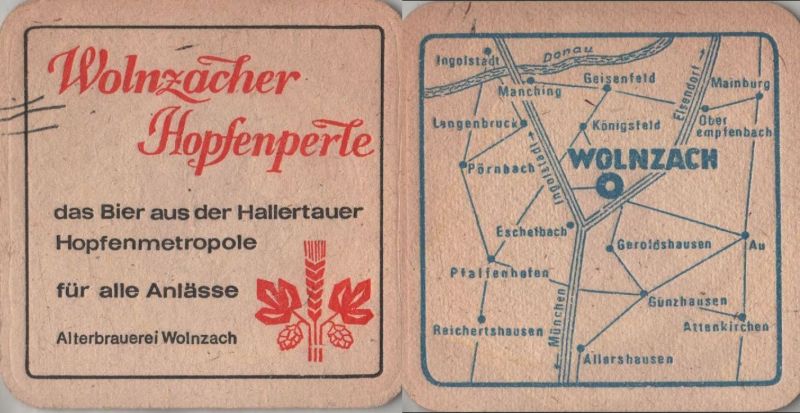 Wolnzacher
Hopfenperle
das Bier aus der Hallertauer
Hopfenmetropole
für alle Anlässe
Alterbrauerei Wolnzach
Ingolstadt
Donau
Manching
Geisenfeld
Elsendorf
Mainburg
Langenbruck
Königsfeld
Ober
empfenbach
Pörnbach
Ingolstadt
WOLNZACH
Eschelbach
Geroldshausen
Au
Pfaffenhofen
Günzhausen
Reichertshausen
München
Attenkirchen
Allershausen